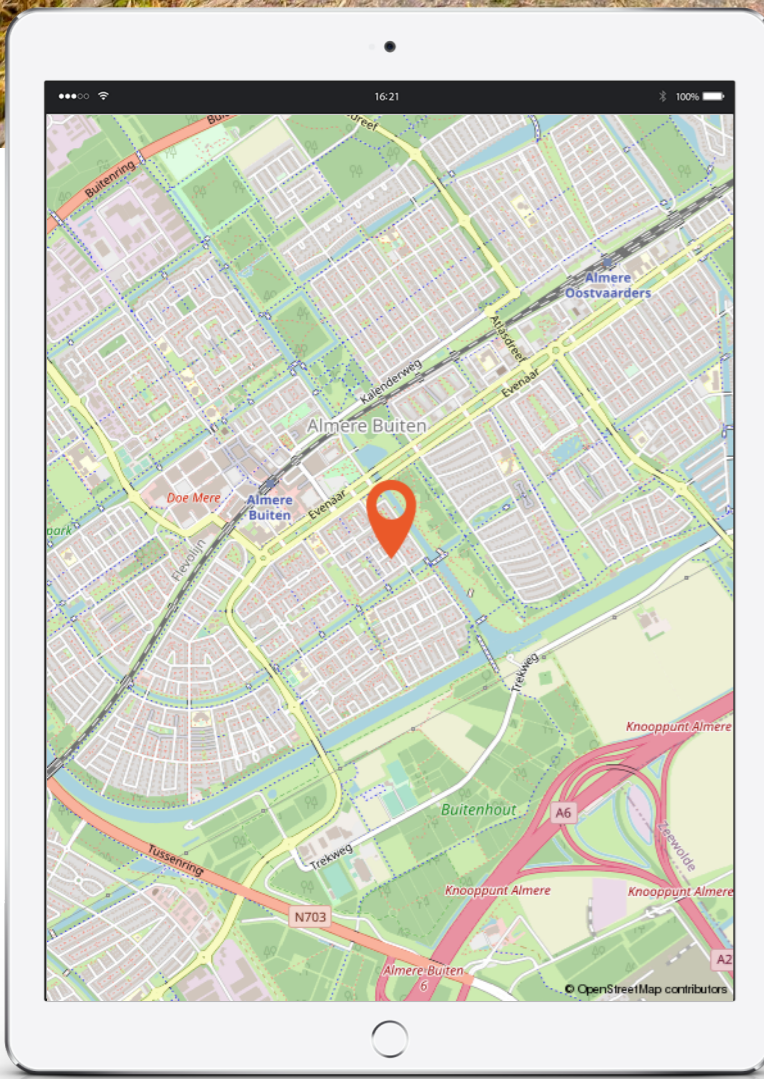 16:21
100%
Buitenring
Almere
Oostvaarders
Atlasdreef
Kalenderweg
Evenaar
Almere Buiten
Doe Mere
Almere
Buiten
Evenaar
park
Flevolijn
Trekweg
Knooppunt Almere
Buitenhout
A6
Zeewolde
Tussenring
Trekweg
Knooppunt Almere
Knooppunt Almere
N703
A2
Almere Buiten
6
© OpenStreetMap contributors